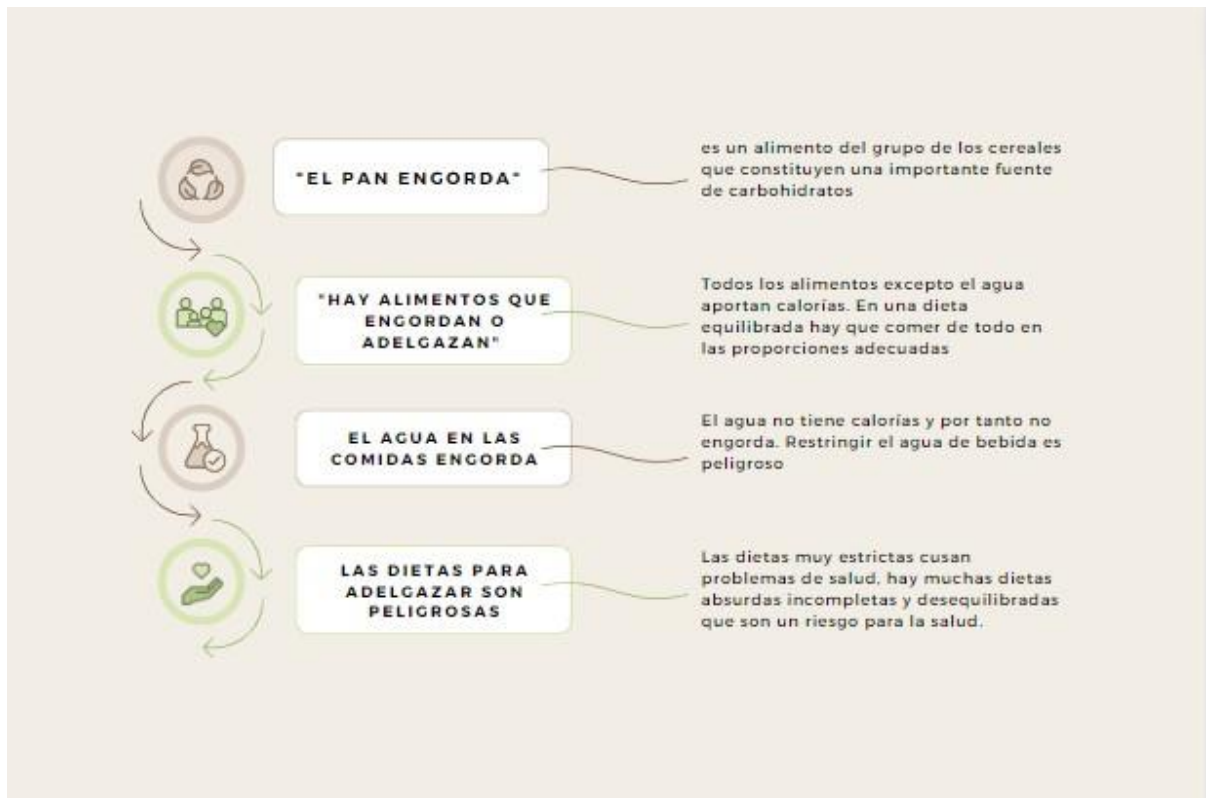 "EL PAN ENGORDA"
es un alimento del grupo de los cereales
que constituyen una importante fuente
de carbohidratos
"HAY ALIMENTOS QUE
ENGORDAN O
ADELGAZAN"
Todos los alimentos excepto el agua
aportan calorías. En una dieta
equilibrada hay que comer de todo en
las proporciones adecuadas
EL AGUA EN LAS
COMIDAS ENGORDA
El agua no tiene calorías y por tanto no
engorda. Restringir el agua de bebida es
peligroso
LAS DIETAS PARA
ADELGAZAR SON
PELIGROSAS
Las dietas muy estrictas cusan
problemas de salud, hay muchas dietas
absurdas incompletas y desequilibradas
que son un riesgo para la salud.